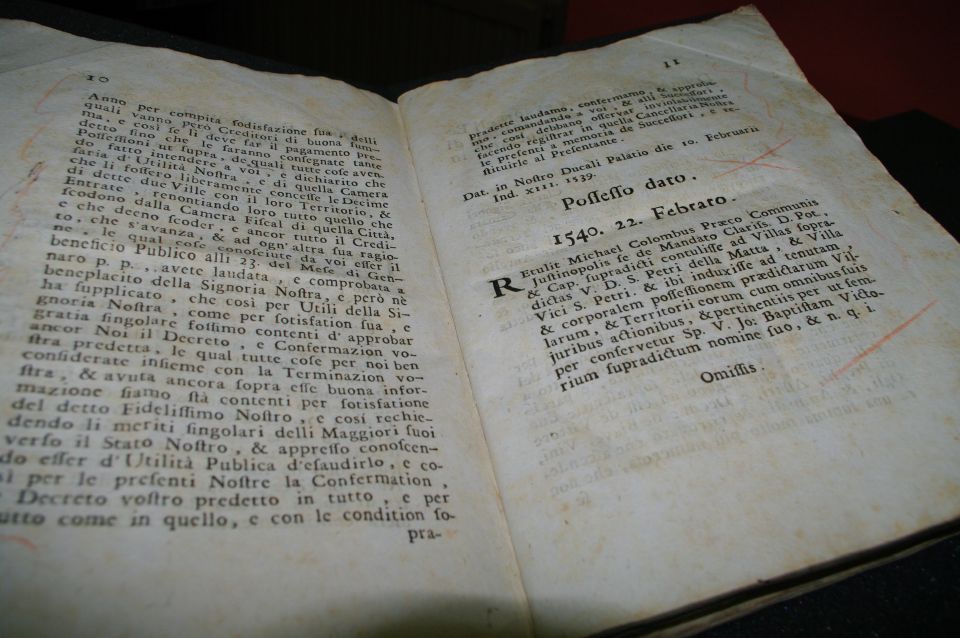 10
Anno per compita sodisfazione sua, delli
quali vanno però Creditori di buona sum-
ma, e così se li deve far il pagamento pre-
detto sino che le saranno consegnate tante
Possessioni ut supra, de quali tutte cose aven-
do fatto intendere a voi, e dichiarito che
saria d'Utilità Nostra, e di quella Camera
che li fossero liberamente concesse le Decime
di dette due Ville con il loro Territorio, &
Entrate, renontiando loro tutto quello che
scodono dalla Camera Fiscal di quella Città,
e che deeno scoder, e ancor tutto il Credi-
to, che s'avanza, & ad ogn'altra sua ragio-
ne, le qual cose conosciute da voi esser il
beneficio Publico alli 23. del Mese di Gen-
naro p. p., avete laudata, e comprobata a
beneplacito della Signoria Nostra, e però nè
ha supplicato, che così per Utili della Si-
gnoria Nostra, come per sotisfation sua, e
gratia singolare fossimo contenti d'approbar
ancor Noi il Decreto, e Confermazion vo-
stra predetta, le qual tutte cose per noi ben
considerate insieme con la Terminazion vo-
stra, & avuta ancora sopra esse buona infor-
mazione siamo stà contenti per sotisfatione
del detto Fidelissimo Nostro, e così rechie-
dendo li meriti singolari delli Maggiori suoi
verso il Stato Nostro, & appresso conoscen-
do esser d'Utilità Publica d'esaudirlo, e co-
sì per le presenti Nostre la Confermation,
e Decreto vostro predetto in tutto, e per
tutto come in quello, e con le condition so-
pra-
11
pradette laudamo, confermamo, & approba-
mo, comandando a voi, & alli Successori,
che così debbano osservar inviolabilmente
facendo registrar in questa Cancellaria Nostra
le presenti a memoria de Successori, e ra-
stituirle al Presentante.
Dat. in Nostro Ducali Palatio die 10. Februarii
Ind. XIII. 1539.
Possesso dato.
1540. 22. Febraro.
REtulit Michael Colombus Præco Communis
Justinopolis se de Mandato Clariss. D. Pot.
& Cap. supradicti contulisse ad Villas supra-
dictas V. D. S. Petri della Matta, & Villa
Vici S. Petri, & ibi induxisse ad tenutam,
& corporalem possessionem prædictarum Vil-
larum, & Territorii eorum cum omnibus suis
juribus actionibus, & pertinentiis per ut sem-
per conservetur Sp. V. Jo: Baptistam Victo-
rium supradictum nomine suo, & n. q. i.
Omissis.